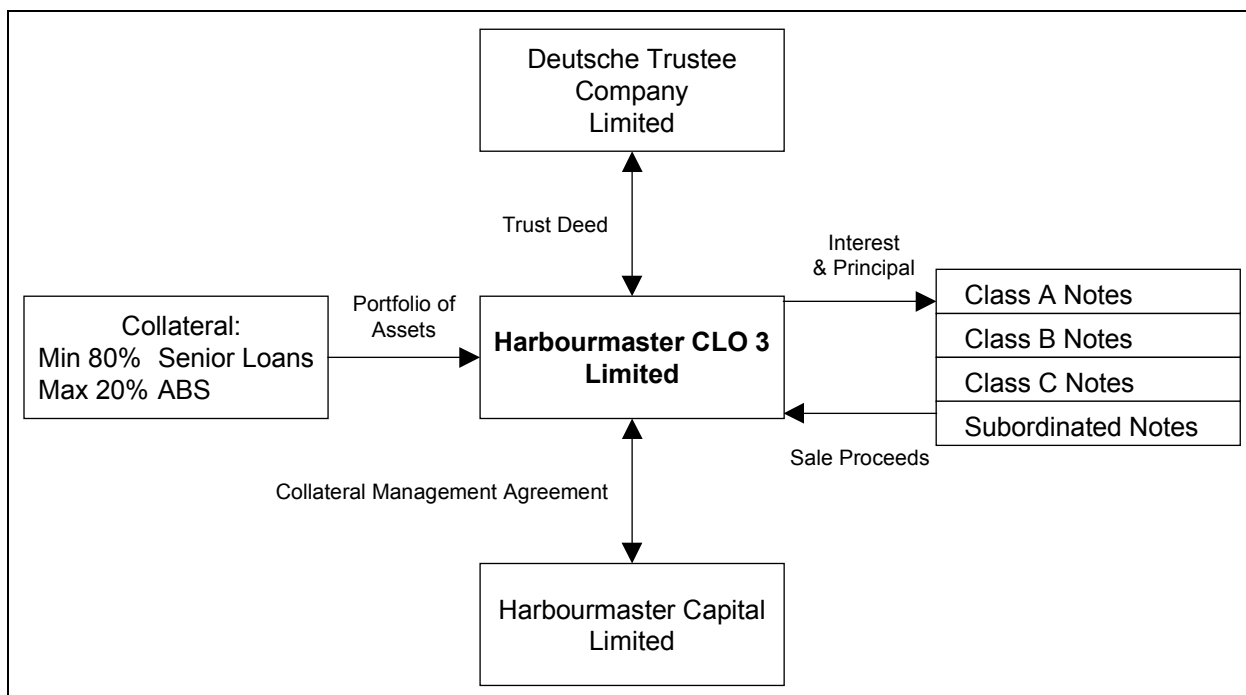 Deutsche Trustee
Company
Limited
Trust Deed
Interest
& Principal
Collateral:
Min 80% Senior Loans
Max 20% ABS
Portfolio of
Assets
Harbourmaster CLO 3
Limited
Class A Notes
Class B Notes
Class C Notes
Subordinated Notes
Sale Proceeds
Collateral Management Agreement
Harbourmaster Capital
Limited